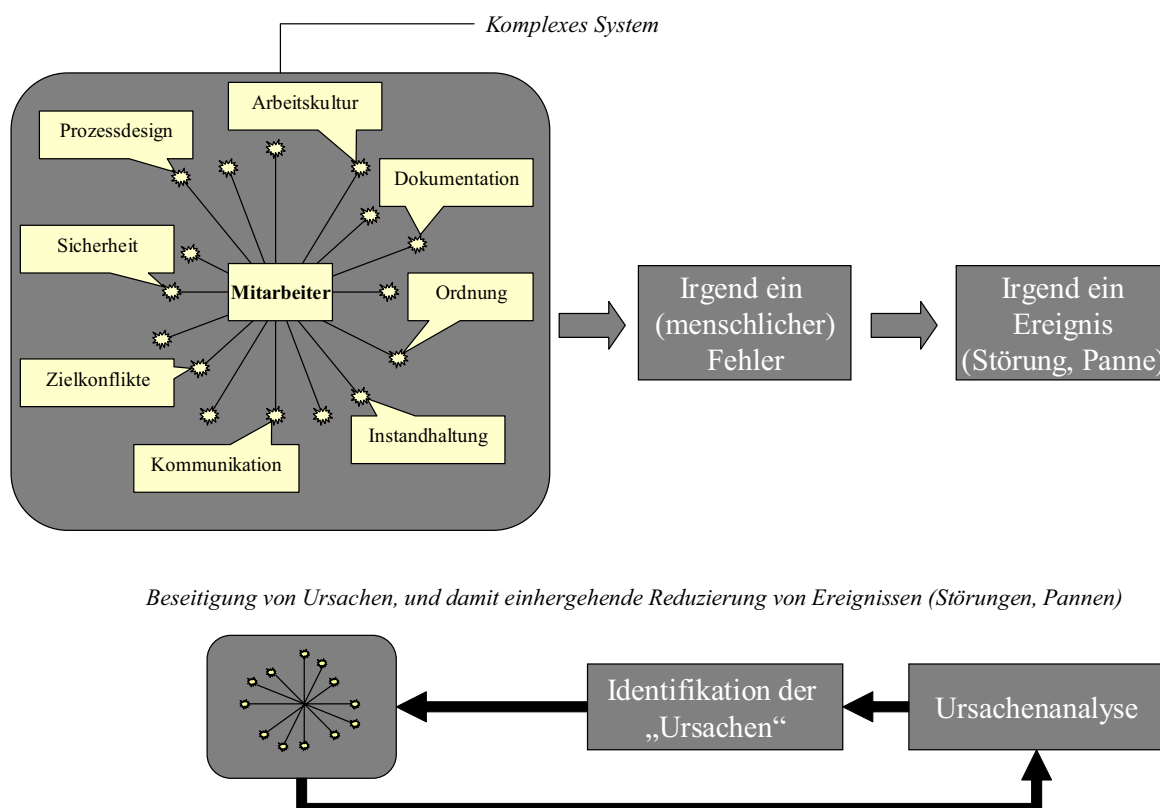 Komplexes System
Arbeitskultur
Prozessdesign
Dokumentation
Sicherheit
Mitarbeiter
Ordnung
Zielkonflikte
Instandhaltung
Kommunikation
Irgend ein
(menschlicher)
Fehler
Irgend ein
Ereignis
(Störung, Panne)
Beseitigung von Ursachen, und damit einhergehende Reduzierung von Ereignissen (Störungen, Pannen)
Identifikation der
„Ursachen“
Ursachenanalyse